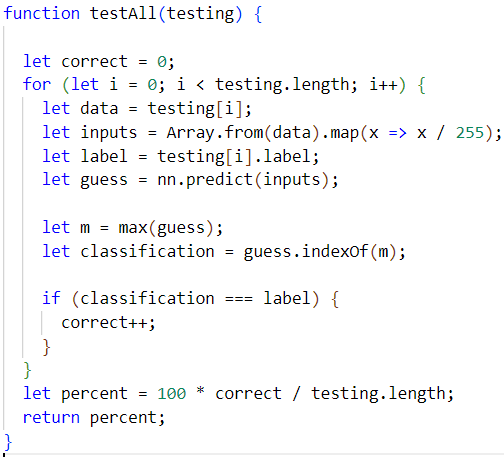 function testAll(testing) {
let correct = 0;
for (let i = 0; i < testing.length; i++) {
let data = testing[i];
let inputs = Array.from(data).map(x => x / 255);
let label = testing[i].label;
let guess = nn.predict(inputs);
let m = max(guess);
let classification = guess.indexOf(m);
if (classification === label) {
correct++;
}
}
let percent = 100 * correct / testing.length;
return percent;
}